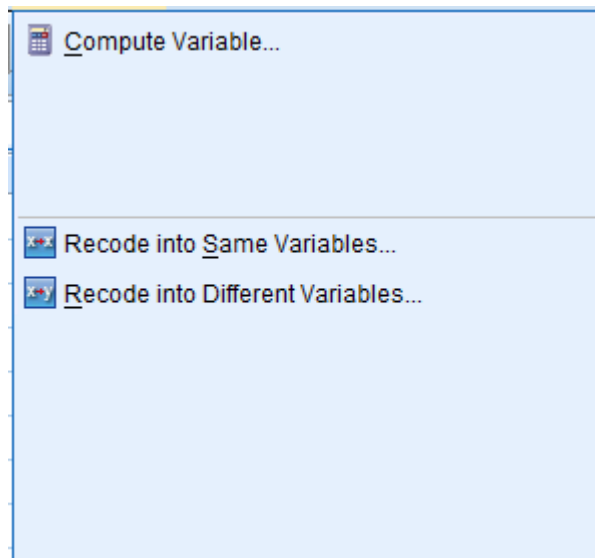 Compute Variable...
Recode into Same Variables...
Recode into Different Variables...